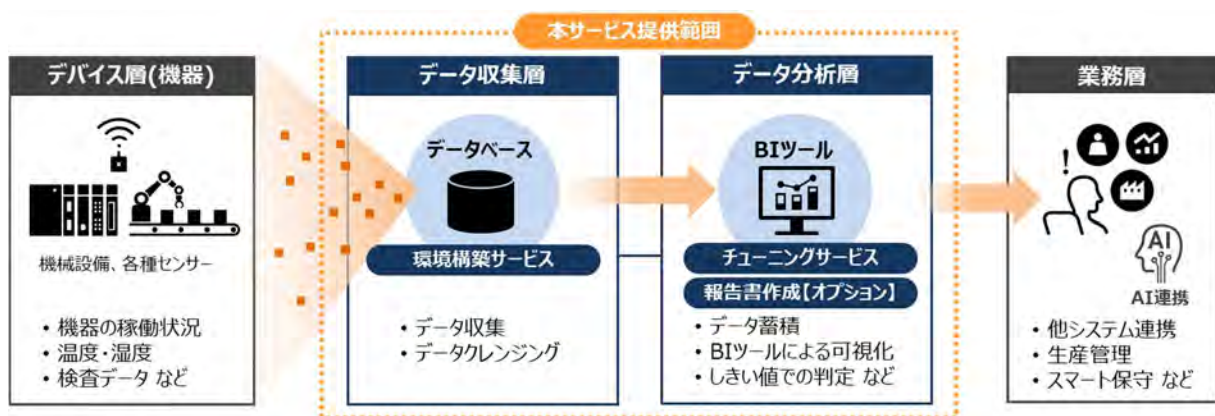 本サービス提供範囲
デバイス層(機器)
機械設備、各種センサー
・機器の稼働状況
・温度・湿度
・検査データ など
データ収集層
データベース
環境構築サービス
・データ収集
・データクレンジング
データ分析層
BIツール
チューニングサービス
報告書作成【オプション】
・データ蓄積
・BIツールによる可視化
・しきい値での判定 など
業務層
!
AI
AI連携
・他システム連携
・生産管理
・スマート保守 など